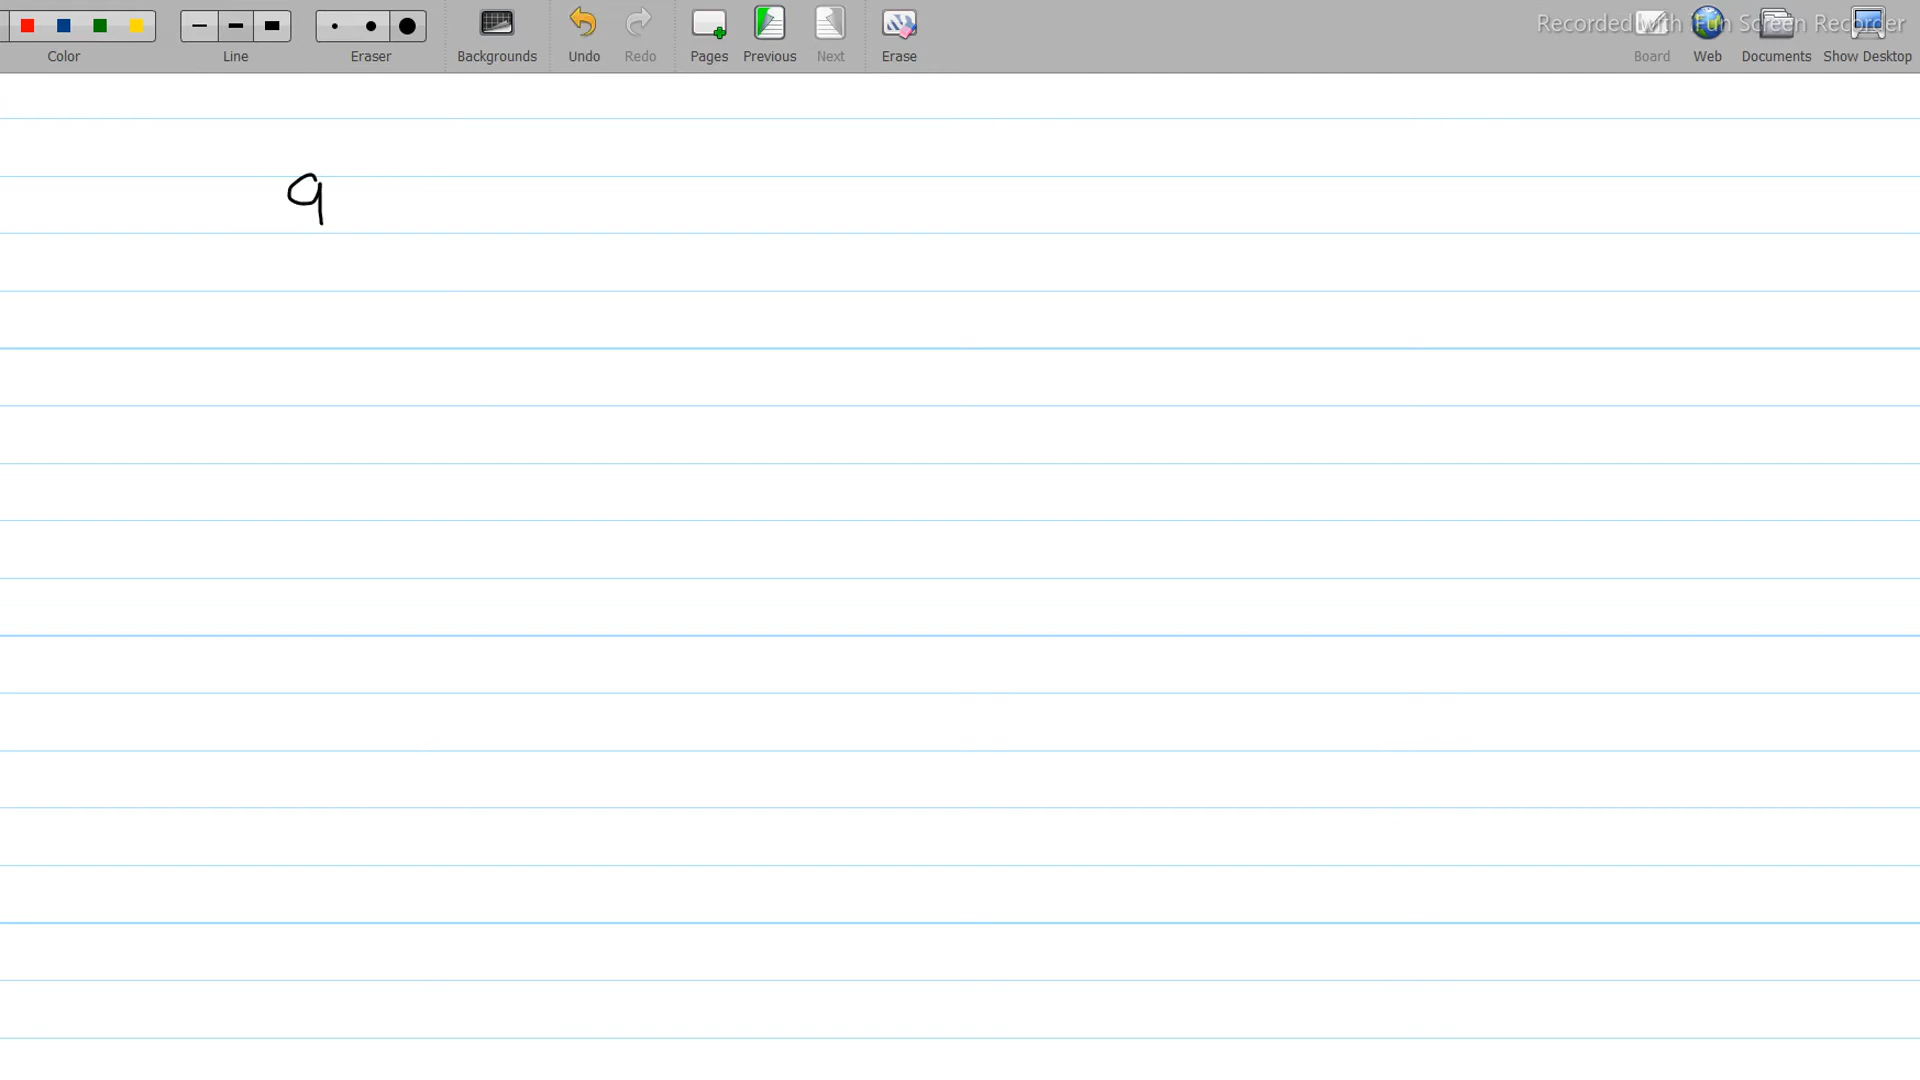 Color Line Eraser Backgrounds Undo Redo Pages Previous Next Erase Board Web Documents Show Desktop
Recorded with iFun Screen Recorder
9